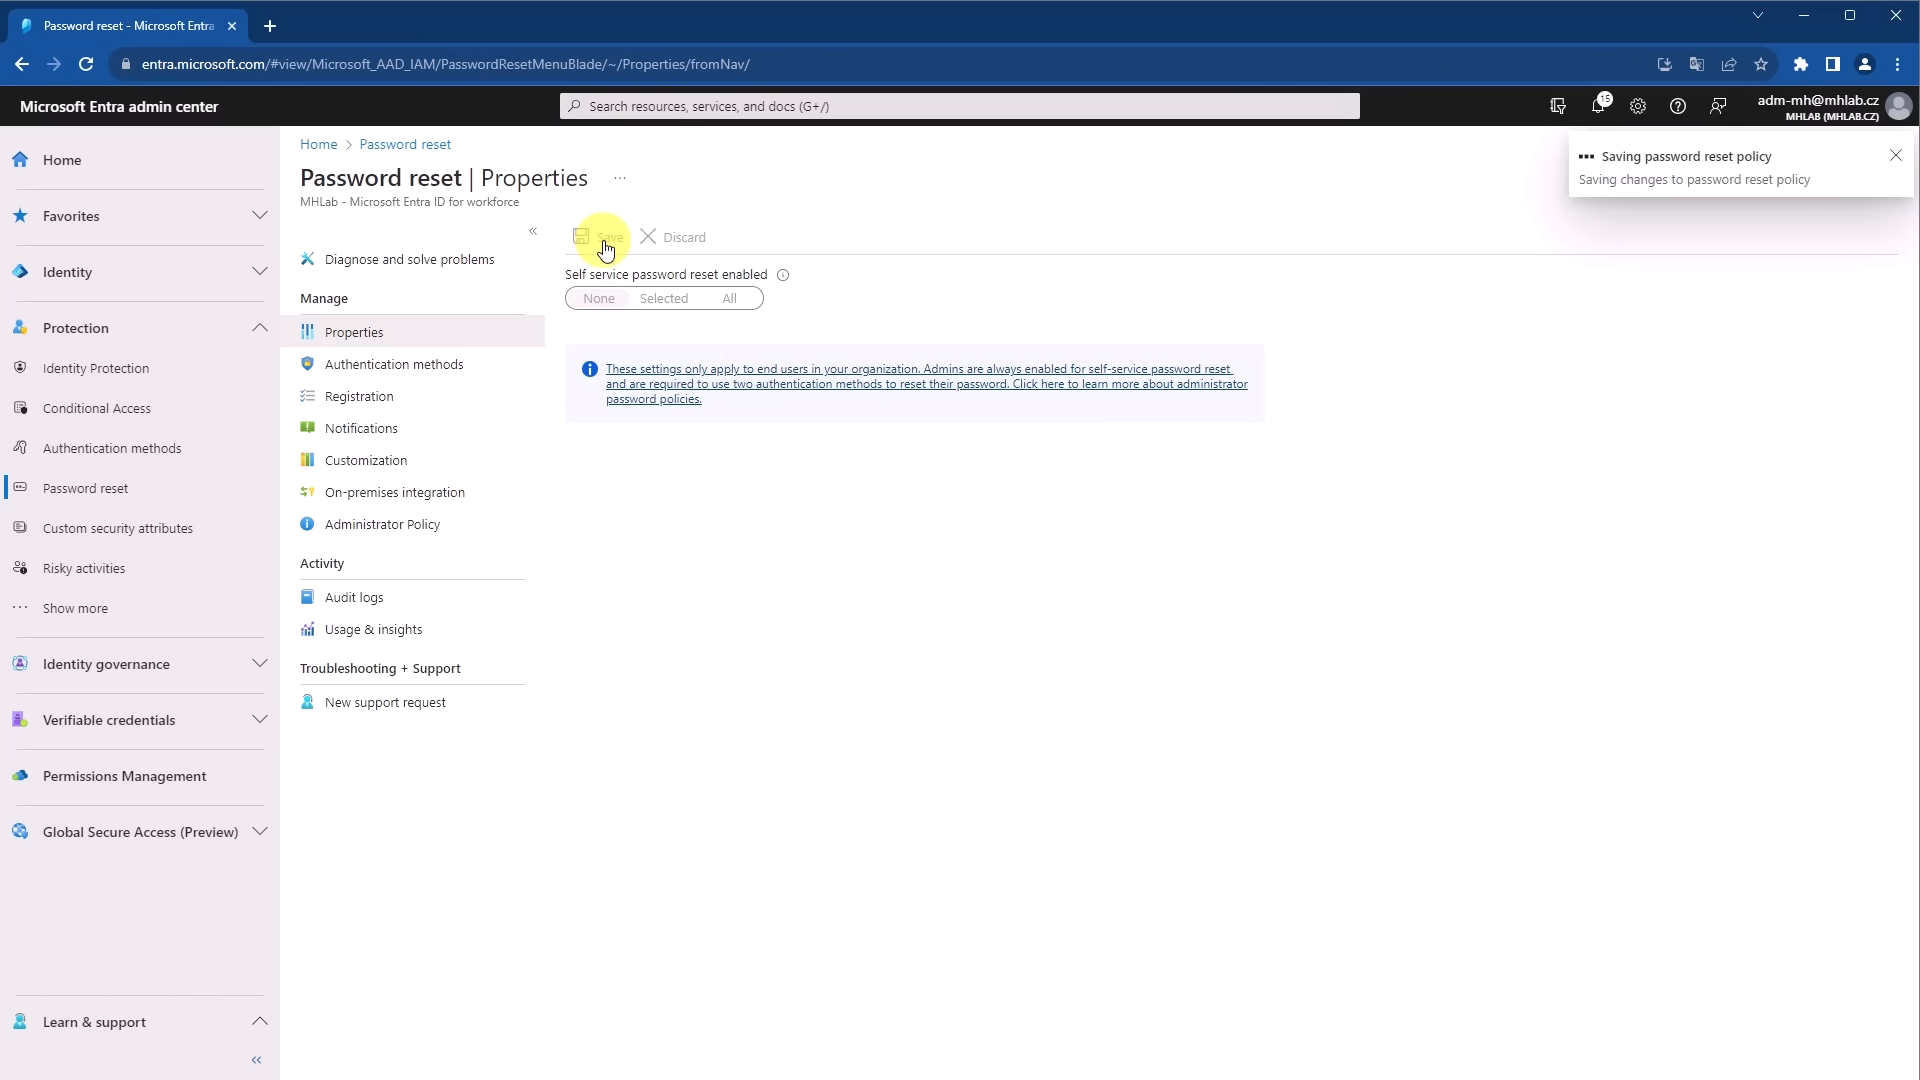 Password reset - Microsoft Entra
entra.microsoft.com/#view/Microsoft_AAD_IAM/PasswordResetMenuBlade/~/Properties/fromNav/
Microsoft Entra admin center
Search resources, services, and docs (G+/)
15
adm-mh@mhlab.cz
MHLAB (MHLAB.CZ)
Home
Favorites
Identity
Protection
Identity Protection
Conditional Access
Authentication methods
Password reset
Custom security attributes
Risky activities
Show more
Identity governance
Verifiable credentials
Permissions Management
Global Secure Access (Preview)
Learn & support
Home > Password reset
Password reset | Properties
MHLab - Microsoft Entra ID for workforce
Diagnose and solve problems
Manage
Properties
Authentication methods
Registration
Notifications
Customization
On-premises integration
Administrator Policy
Activity
Audit logs
Usage & insights
Troubleshooting + Support
New support request
Save
Discard
Self service password reset enabled
None Selected All
These settings only apply to end users in your organization. Admins are always enabled for self-service password reset
and are required to use two authentication methods to reset their password. Click here to learn more about administrator
password policies.
Saving password reset policy
Saving changes to password reset policy